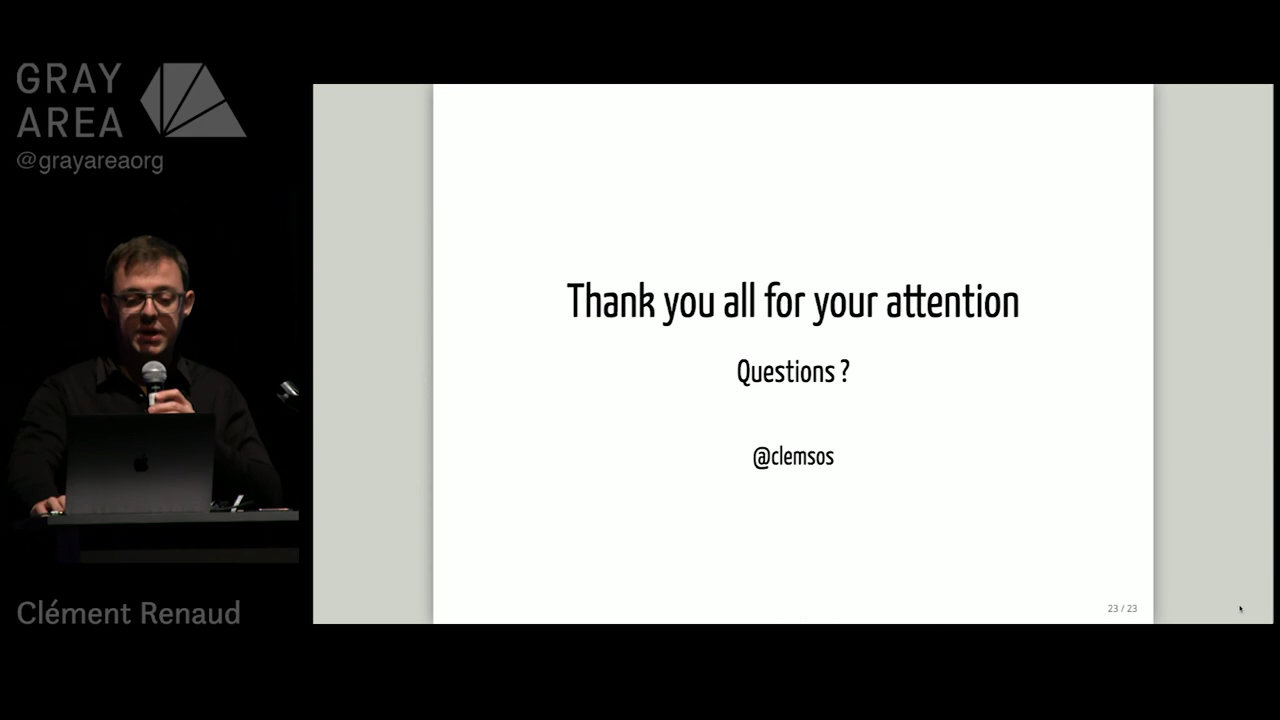 GRAY
AREA
@grayareaorg
Thank you all for your attention
Questions ?
@clemsos
23 / 23
Clément Renaud